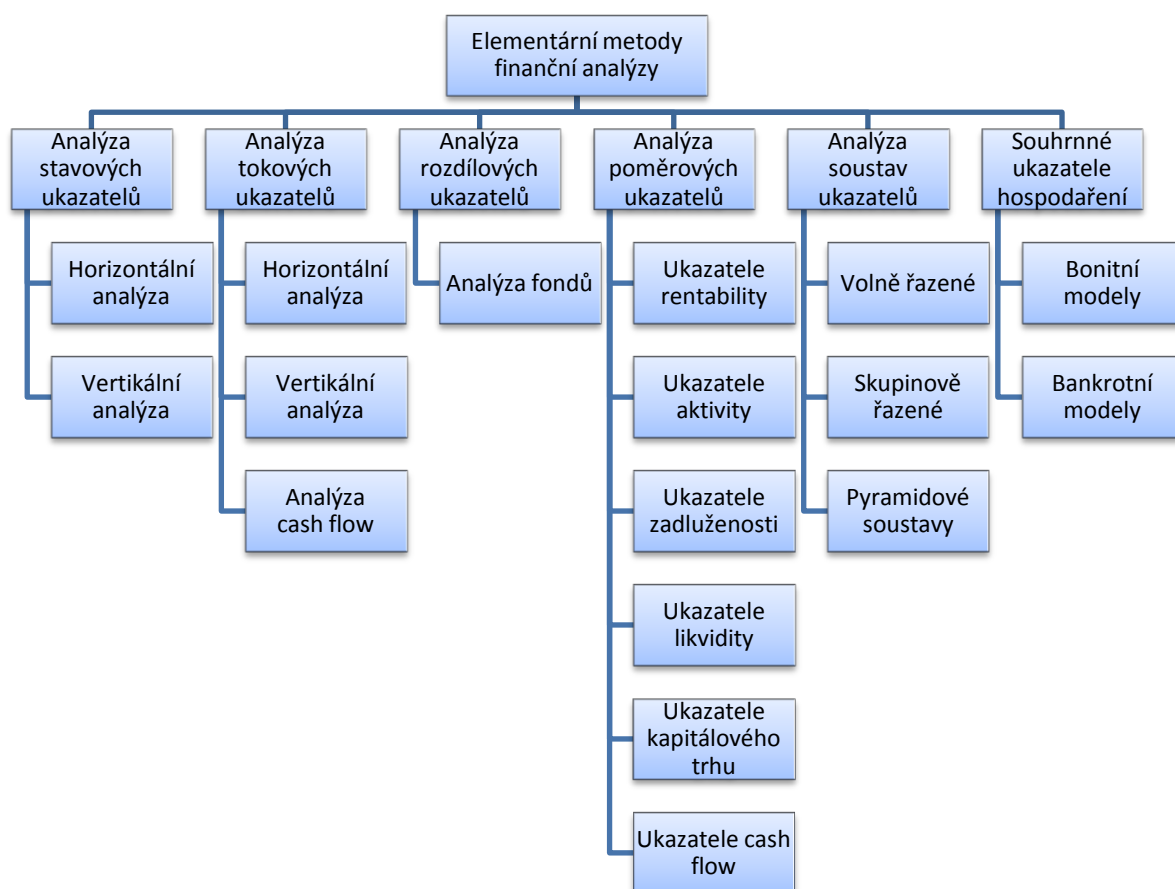 Elementární metody
finanční analýzy
Analýza
stavových
ukazatelů
Analýza
tokových
ukazatelů
Analýza
rozdílových
ukazatelů
Analýza
poměrových
ukazatelů
Analýza
soustav
ukazatelů
Souhrnné
ukazatele
hospodaření
Horizontální
analýza
Horizontální
analýza
Analýza fondů
Ukazatele
rentability
Volně řazené
Bonitní
modely
Vertikální
analýza
Vertikální
analýza
Ukazatele
aktivity
Skupinově
řazené
Bankrotní
modely
Analýza
cash flow
Ukazatele
zadluženosti
Pyramidové
soustavy
Ukazatele
likvidity
Ukazatele
kapitálového
trhu
Ukazatele cash
flow